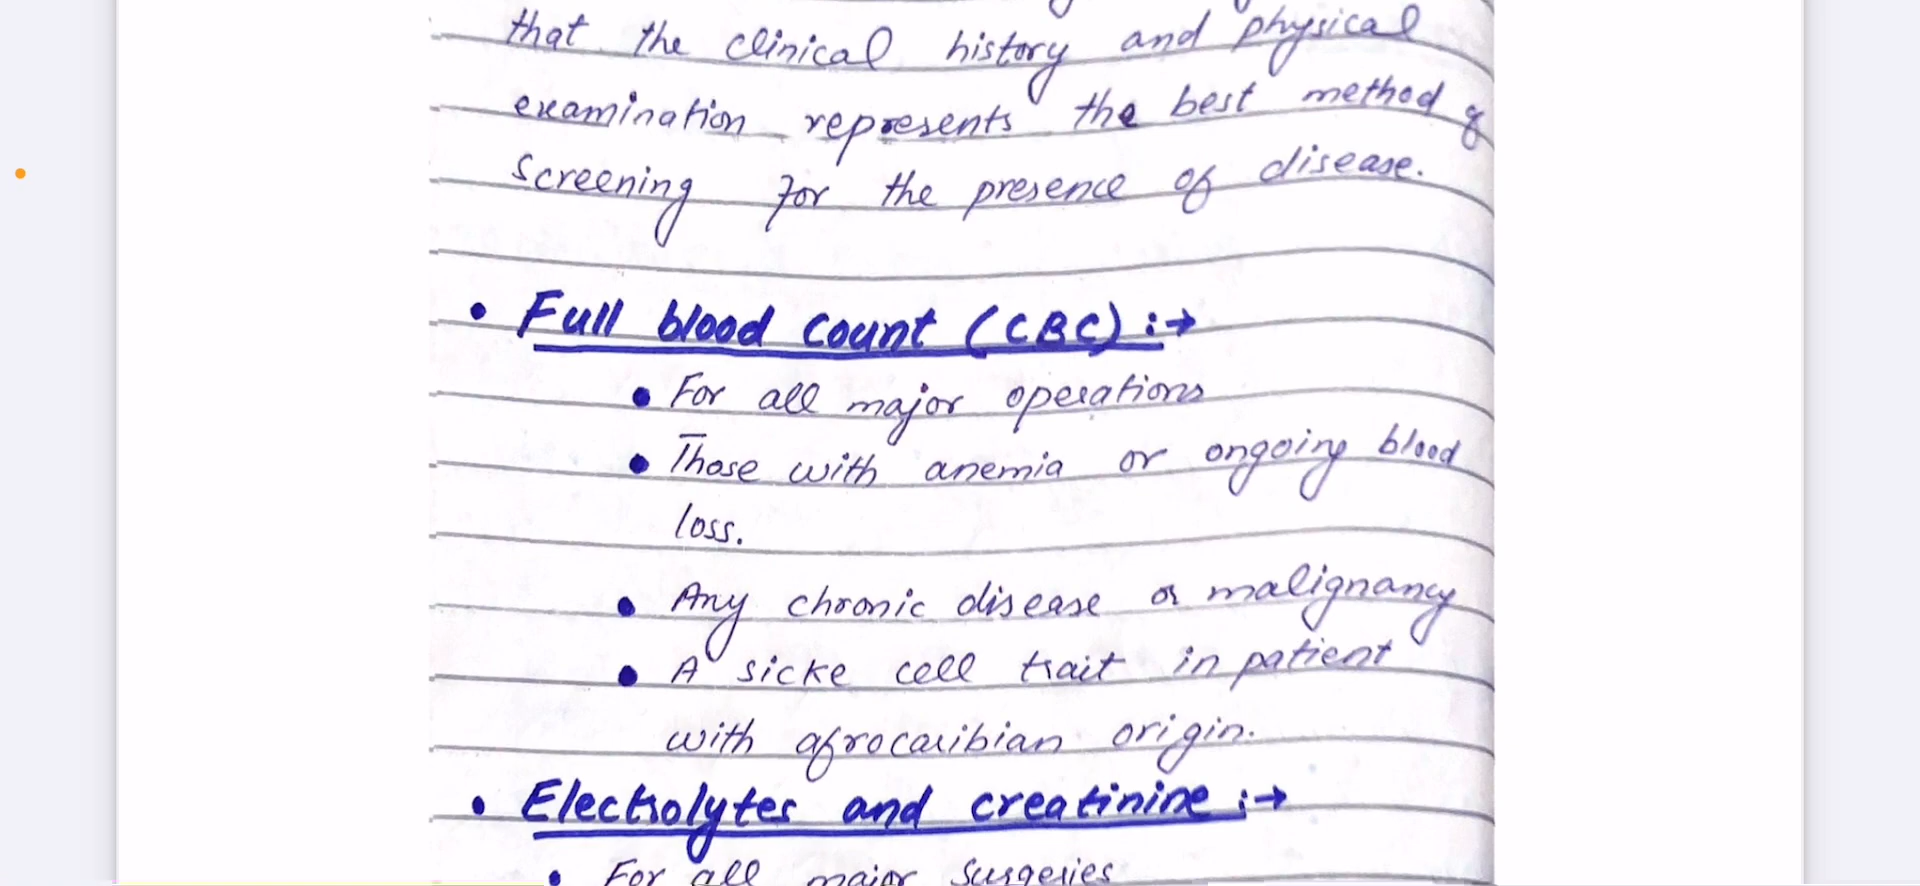 that the clinical history and physical
examination represents the best method of
screening for the presence of disease.
• Full blood count (CBC) :→
• For all major operations
• Those with anemia or ongoing blood
loss.
• Any chronic disease or malignancy
• A sicke cell trait in patient
with afrocaribian origin.
• Electrolytes and creatinine :→
• For all major surgeries